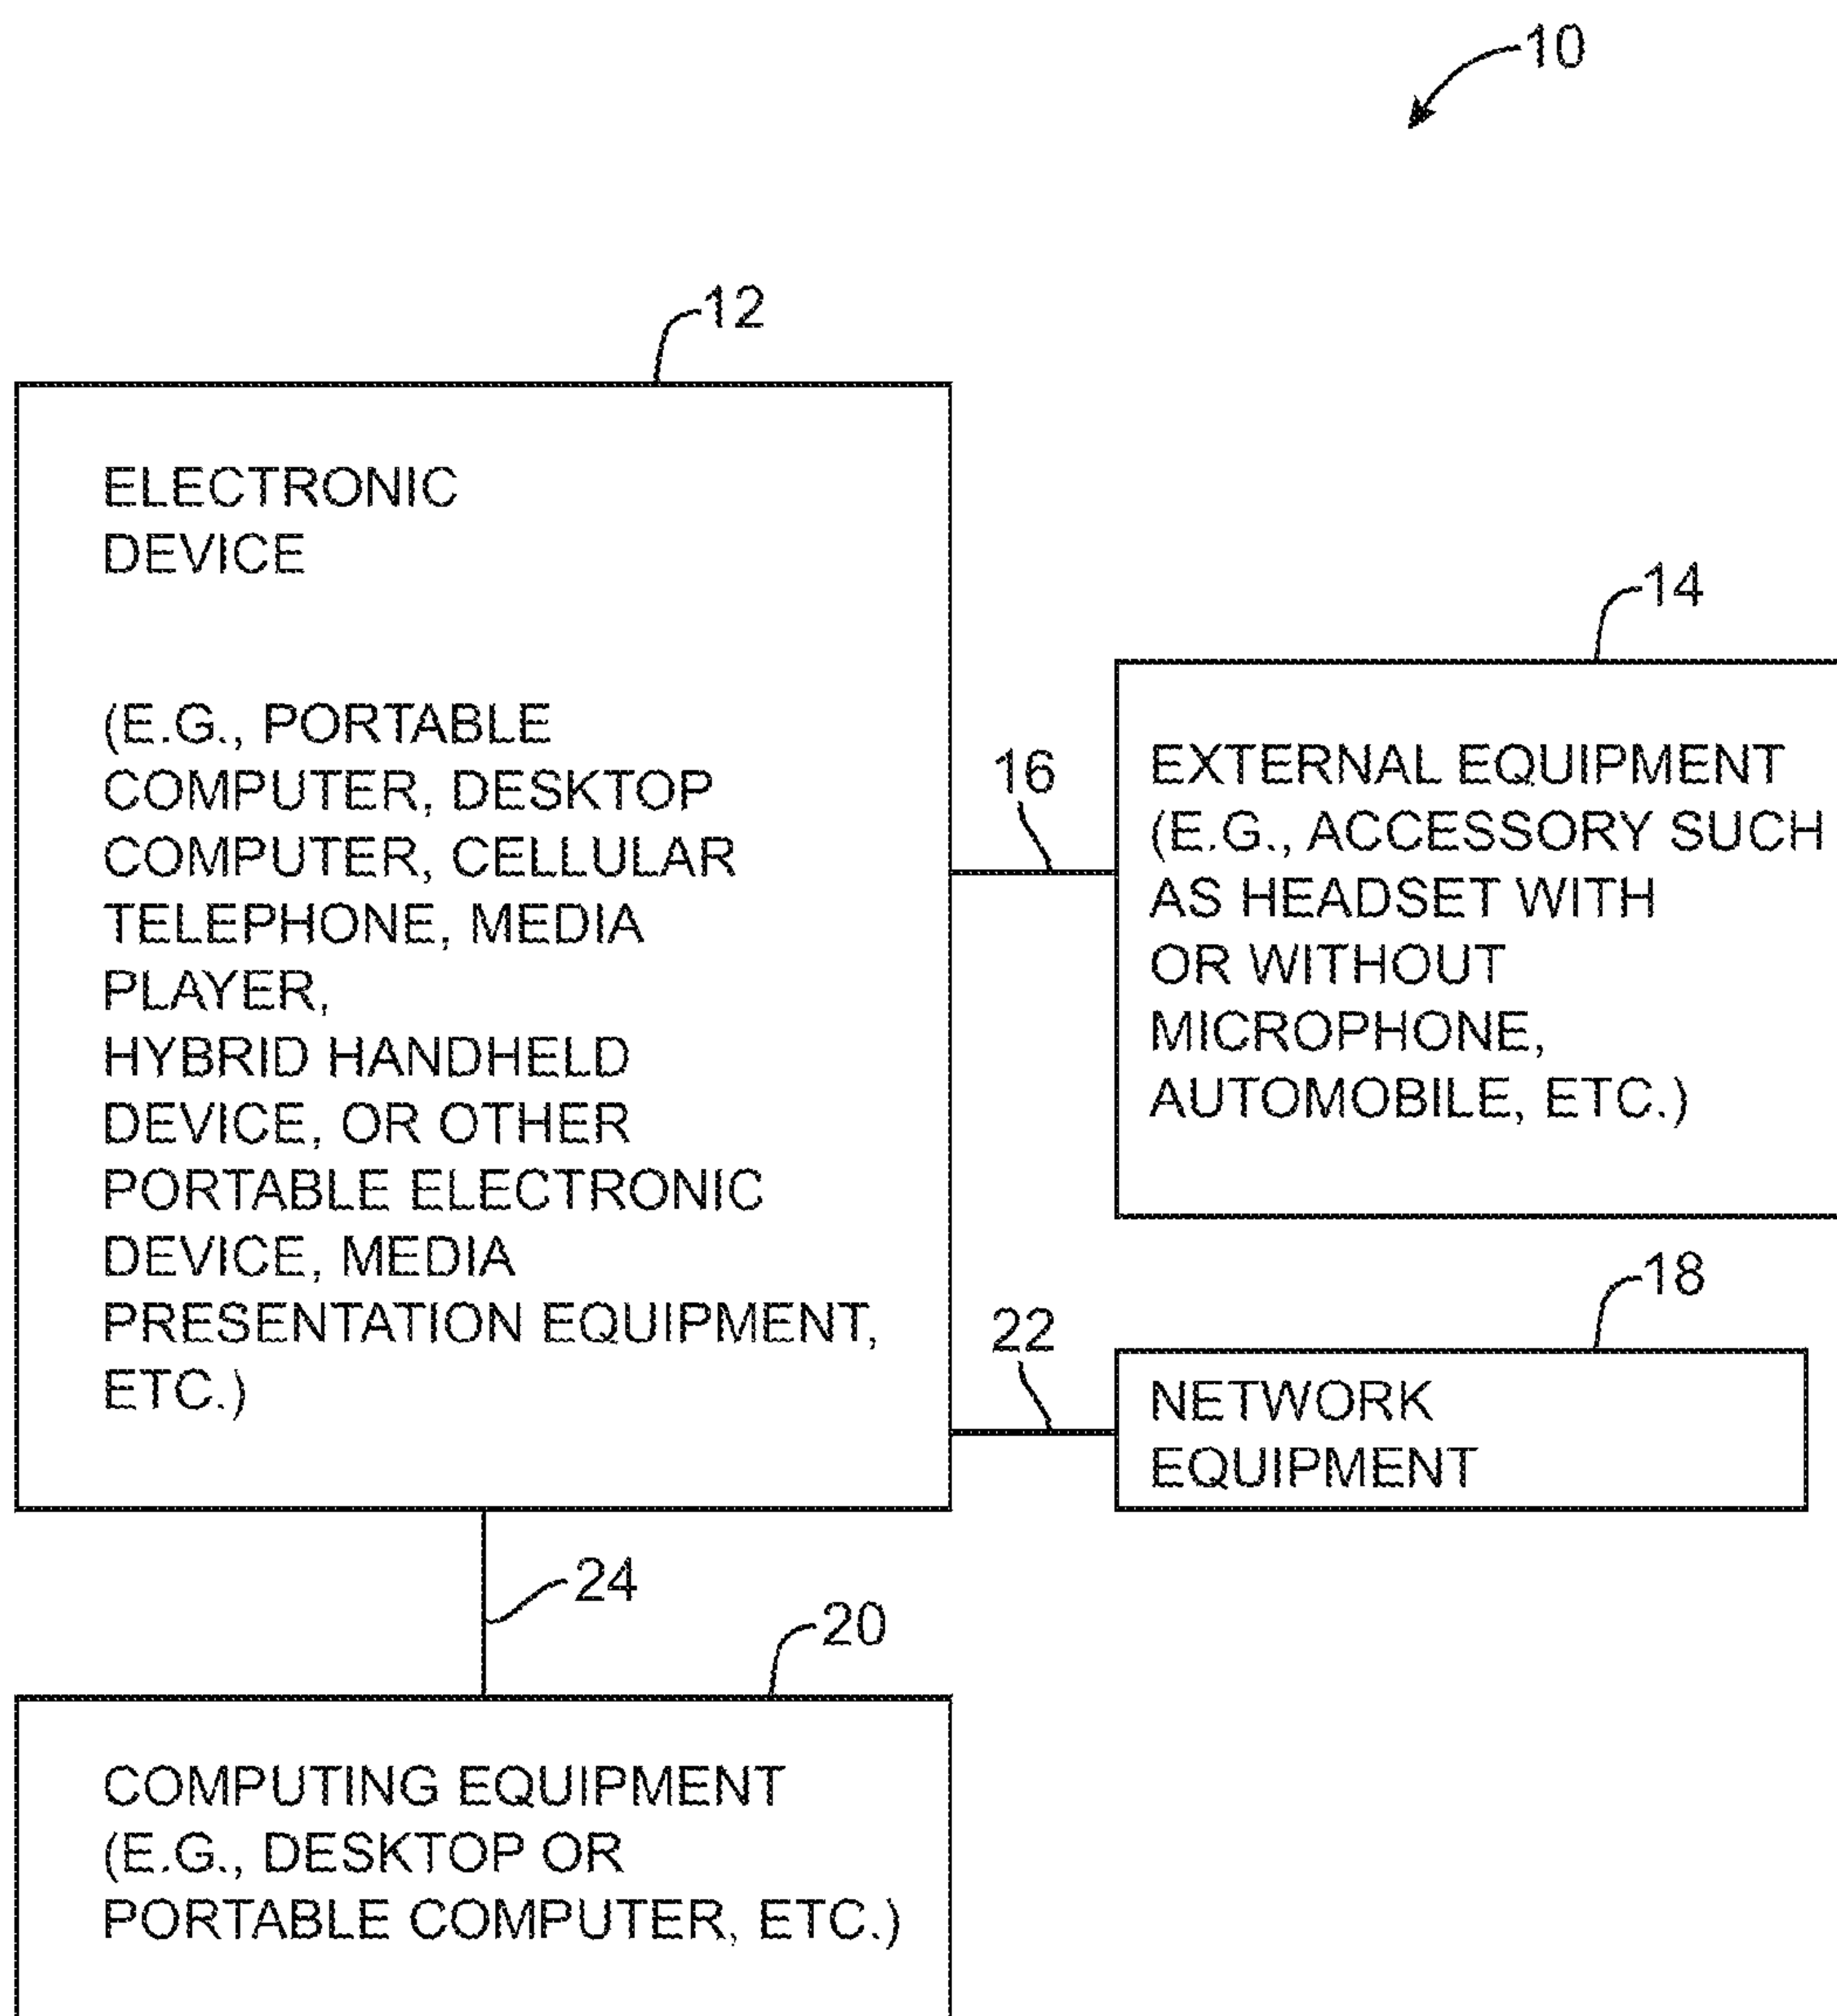 10
12
ELECTRONIC
DEVICE
(E.G., PORTABLE
COMPUTER, DESKTOP
COMPUTER, CELLULAR
TELEPHONE, MEDIA
PLAYER,
HYBRID HANDHELD
DEVICE, OR OTHER
PORTABLE ELECTRONIC
DEVICE, MEDIA
PRESENTATION EQUIPMENT,
ETC.)
16
14
EXTERNAL EQUIPMENT
(E.G., ACCESSORY SUCH
AS HEADSET WITH
OR WITHOUT
MICROPHONE,
AUTOMOBILE, ETC.)
22
18
NETWORK
EQUIPMENT
24
20
COMPUTING EQUIPMENT
(E.G., DESKTOP OR
PORTABLE COMPUTER, ETC.)